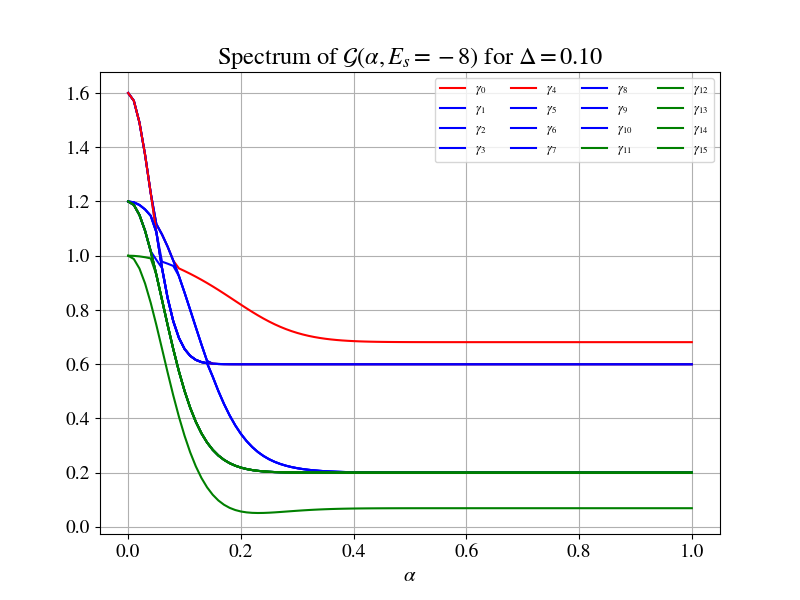 Spectrum of 𝒢(α, E_s = −8) for Δ = 0.10
γ₀ γ₄ γ₈ γ₁₂
γ₁ γ₅ γ₉ γ₁₃
γ₂ γ₆ γ₁₀ γ₁₄
γ₃ γ₇ γ₁₁ γ₁₅
1.6
1.4
1.2
1.0
0.8
0.6
0.4
0.2
0.0
0.0 0.2 0.4 0.6 0.8 1.0
α